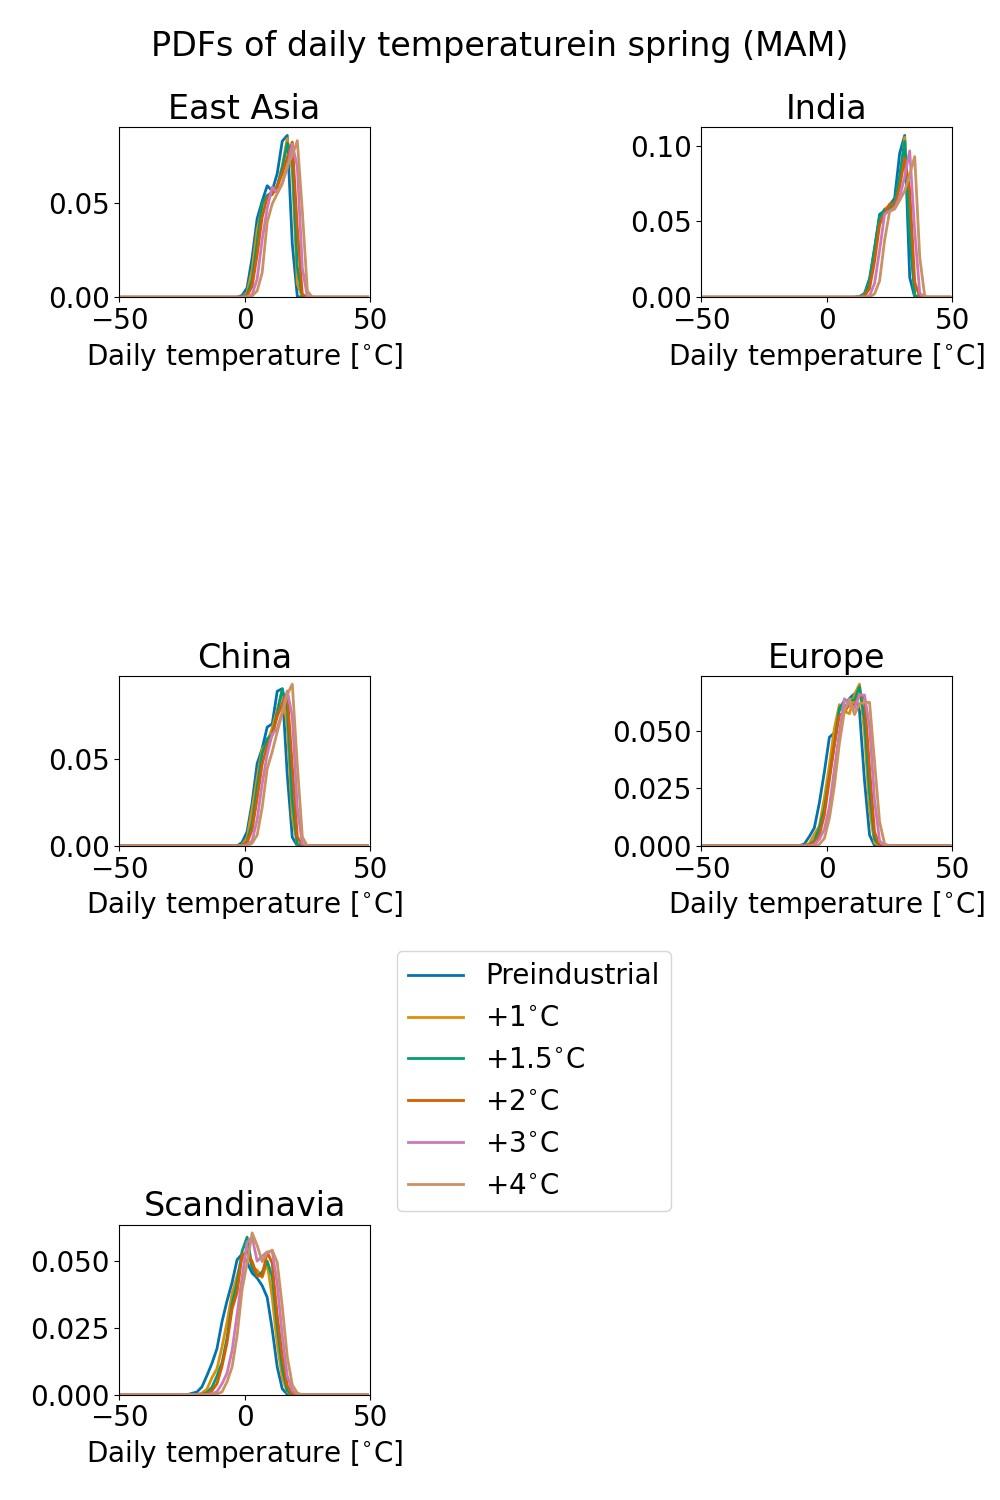 PDFs of daily temperaturein spring (MAM)
East Asia
0.05
0.00
−50 0 50
Daily temperature [°C]
India
0.10
0.05
0.00
−50 0 50
Daily temperature [°C]
China
0.05
0.00
−50 0 50
Daily temperature [°C]
Europe
0.050
0.025
0.000
−50 0 50
Daily temperature [°C]
Preindustrial
+1°C
+1.5°C
+2°C
+3°C
+4°C
Scandinavia
0.050
0.025
0.000
−50 0 50
Daily temperature [°C]